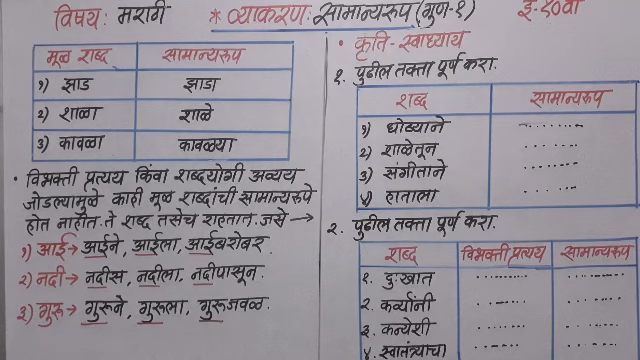 विषय: मराठी
* व्याकरण: सामान्यरूप (गुण-१)
इ-१०वी
मूळ शब्द सामान्यरूप
१) झाड झाडा
२) शाळा शाळे
३) कावळा कावळ्या
• विभक्ती प्रत्यय किंवा शब्दयोगी अव्यय
जोडल्यामुळे काही मूळ शब्दांची सामान्यरूपे
होत नाहीत. ते शब्द तसेच राहतात. जसे →
१) आई → आईने, आईला, आईबरोबर.
२) नदी → नदीस, नदीला, नदीपासून.
३) गुरू → गुरूने, गुरूला, गुरूजवळ.
• कृति - स्वाध्याय
१. पुढील तक्ता पूर्ण करा.
शब्द सामान्यरूप
१) घोड्याने ..........
२) शाळेतून ..........
३) संगीताने ..........
४) हाताला ..........
२. पुढील तक्ता पूर्ण करा.
शब्द विभक्ती प्रत्यय सामान्यरूप
१. दुःखात .......... ..........
२. कर्त्यांनी .......... ..........
३. कन्येशी .......... ..........
४. स्वातंत्र्याचा .......... ..........